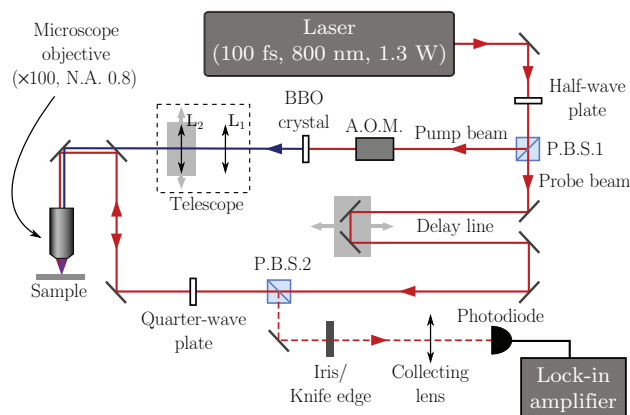 Microscope
objective
(×100, N.A. 0.8)
Laser
(100 fs, 800 nm, 1.3 W)
Half-wave
plate
BBO
crystal
A.O.M.
L2
L1
Pump beam
P.B.S.1
Probe beam
Telescope
Delay line
P.B.S.2
Sample
Quarter-wave
plate
Photodiode
Iris/
Knife edge
Collecting
lens
Lock-in
amplifier